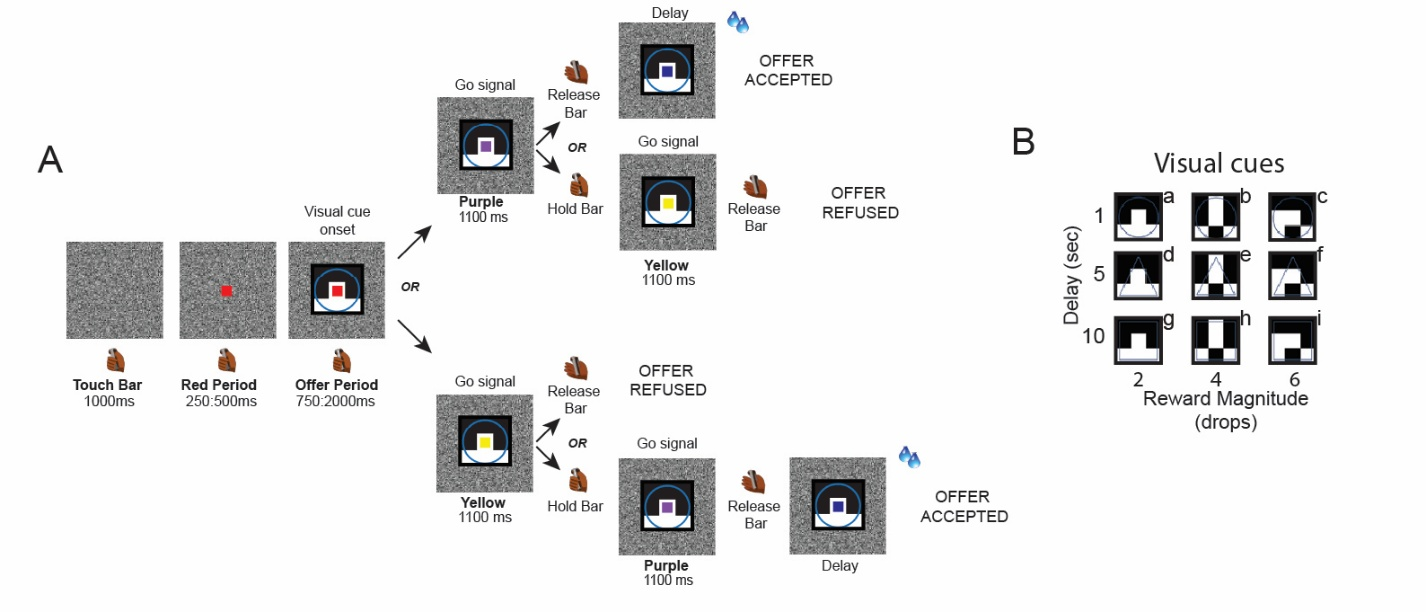 A
Touch Bar
1000ms
Red Period
250:500ms
Visual cue
onset
Offer Period
750:2000ms
OR
Go signal
Purple
1100 ms
Release
Bar
OR
Hold Bar
Delay
OFFER
ACCEPTED
Go signal
Yellow
1100 ms
Release
Bar
OFFER
REFUSED
Go signal
Yellow
1100 ms
Release
Bar
OFFER
REFUSED
OR
Hold Bar
Go signal
Purple
1100 ms
Release
Bar
Delay
OFFER
ACCEPTED
B
Visual cues
Delay (sec)
1 a b c
5 d e f
10 g h i
2 4 6
Reward Magnitude
(drops)